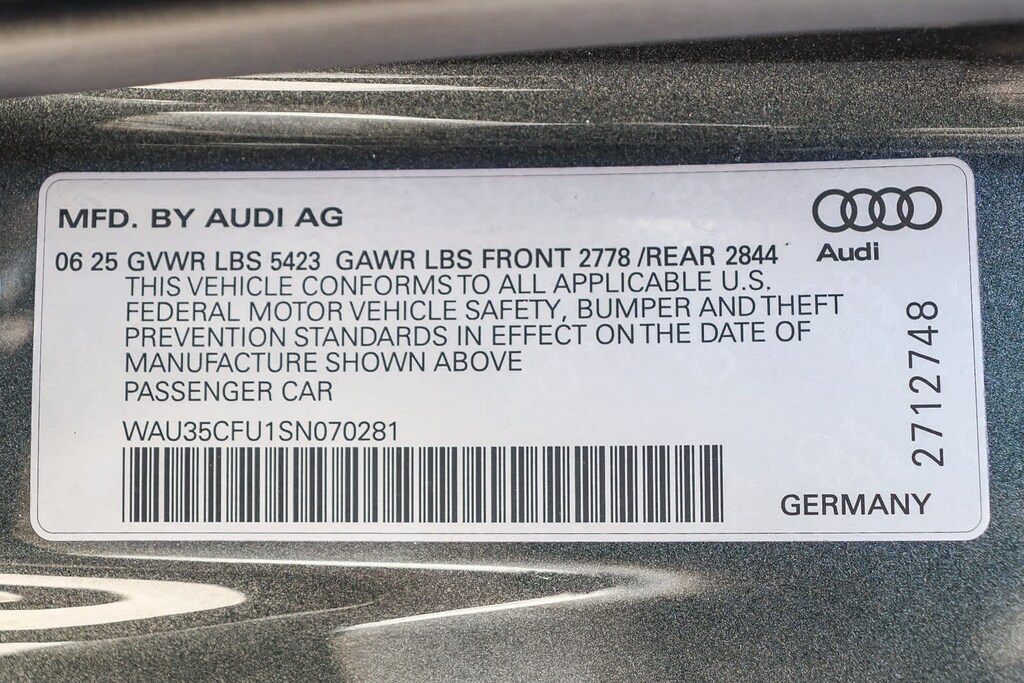 MFD. BY AUDI AG
Audi
06 25 GVWR LBS 5423 GAWR LBS FRONT 2778 /REAR 2844
THIS VEHICLE CONFORMS TO ALL APPLICABLE U.S.
FEDERAL MOTOR VEHICLE SAFETY, BUMPER AND THEFT
PREVENTION STANDARDS IN EFFECT ON THE DATE OF
MANUFACTURE SHOWN ABOVE
PASSENGER CAR
WAU35CFU1SN070281
2712748
GERMANY